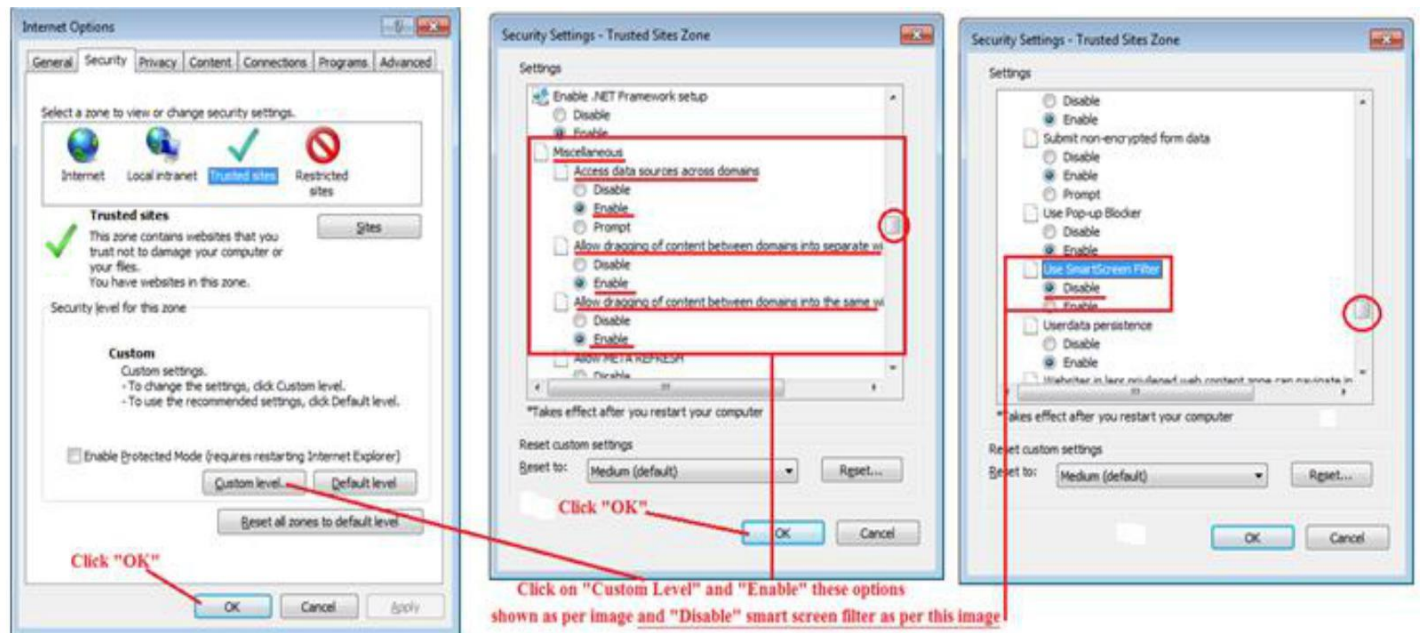 Internet Options
General Security Privacy Content Connections Programs Advanced
Select a zone to view or change security settings.
Internet Local intranet Trusted sites Restricted sites
Trusted sites
Sites
This zone contains websites that you
trust not to damage your computer or
your files.
You have websites in this zone.
Security level for this zone
Custom
Custom settings.
- To change the settings, click Custom level.
- To use the recommended settings, click Default level.
Enable Protected Mode (requires restarting Internet Explorer)
Custom level... Default level
Reset all zones to default level
Click "OK"
OK Cancel Apply
Security Settings - Trusted Sites Zone
Settings
Enable .NET Framework setup
Disable
Enable
Miscellaneous
Access data sources across domains
Disable
Enable
Prompt
Allow dragging of content between domains into separate wi
Disable
Enable
Allow dragging of content between domains into the same wi
Disable
Enable
Allow META REFRESH
Disable
*Takes effect after you restart your computer
Reset custom settings
Reset to: Medium (default) Reset...
Click "OK"
OK Cancel
Security Settings - Trusted Sites Zone
Settings
Disable
Enable
Submit non-encrypted form data
Disable
Enable
Prompt
Use Pop-up Blocker
Disable
Enable
Use SmartScreen Filter
Disable
Enable
Userdata persistence
Disable
Enable
Websites in less privileged web content zone can navigate in
*Takes effect after you restart your computer
Reset custom settings
Reset to: Medium (default) Reset...
OK Cancel
Click on "Custom Level" and "Enable" these options
shown as per image and "Disable" smart screen filter as per this image